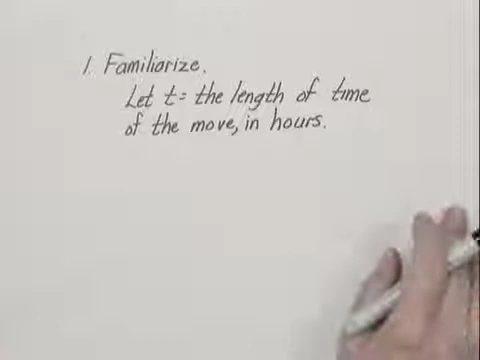 1. Familiarize.
Let t = the length of time
of the move, in hours.